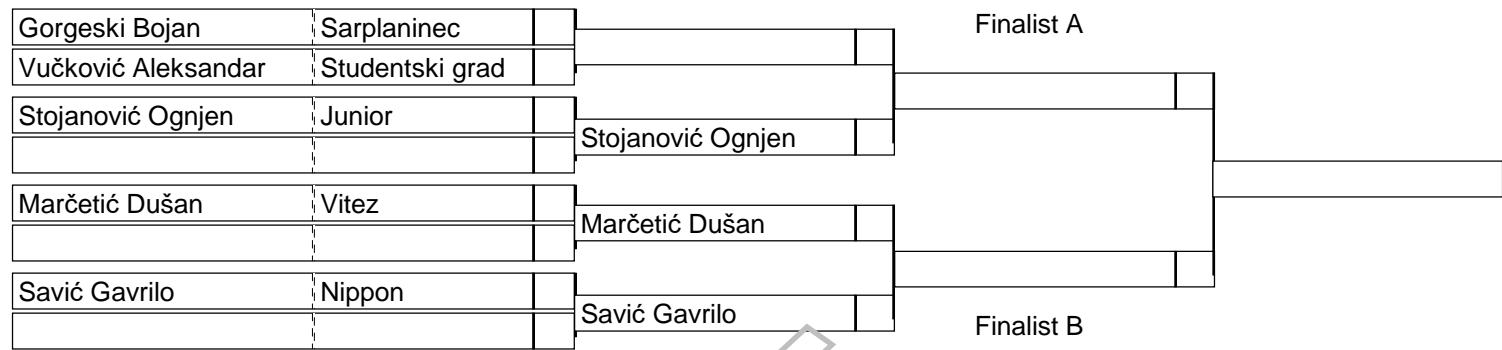 Finalist A
Gorgeski Bojan Sarplaninec
Vučković Aleksandar Studentski grad
Stojanović Ognjen Junior
Stojanović Ognjen
Marčetić Dušan Vitez
Marčetić Dušan
Savić Gavrilo Nippon
Savić Gavrilo
Finalist B